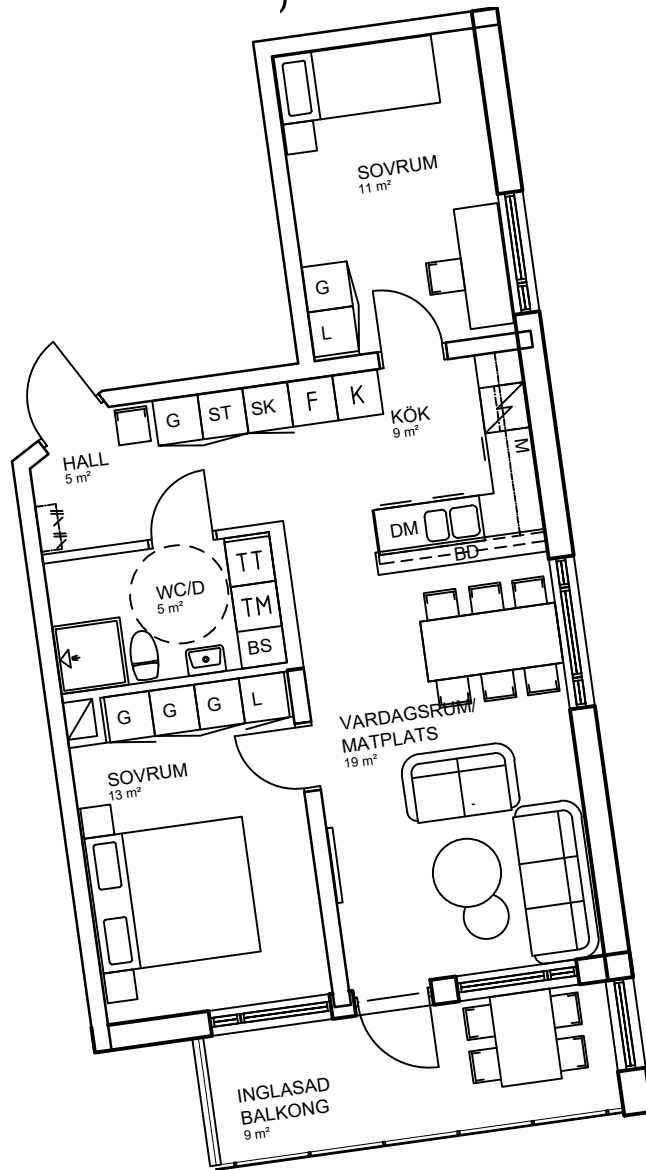 SOVRUM
11 m²
G
L
G
ST
SK
F
K
KÖK
9 m²
M
HALL
5 m²
DM
BD
TT
WC/D
5 m²
TM
BS
G
G
G
L
VARDAGSRUM/
MATPLATS
19 m²
SOVRUM
13 m²
INGLASAD
BALKONG
9 m²